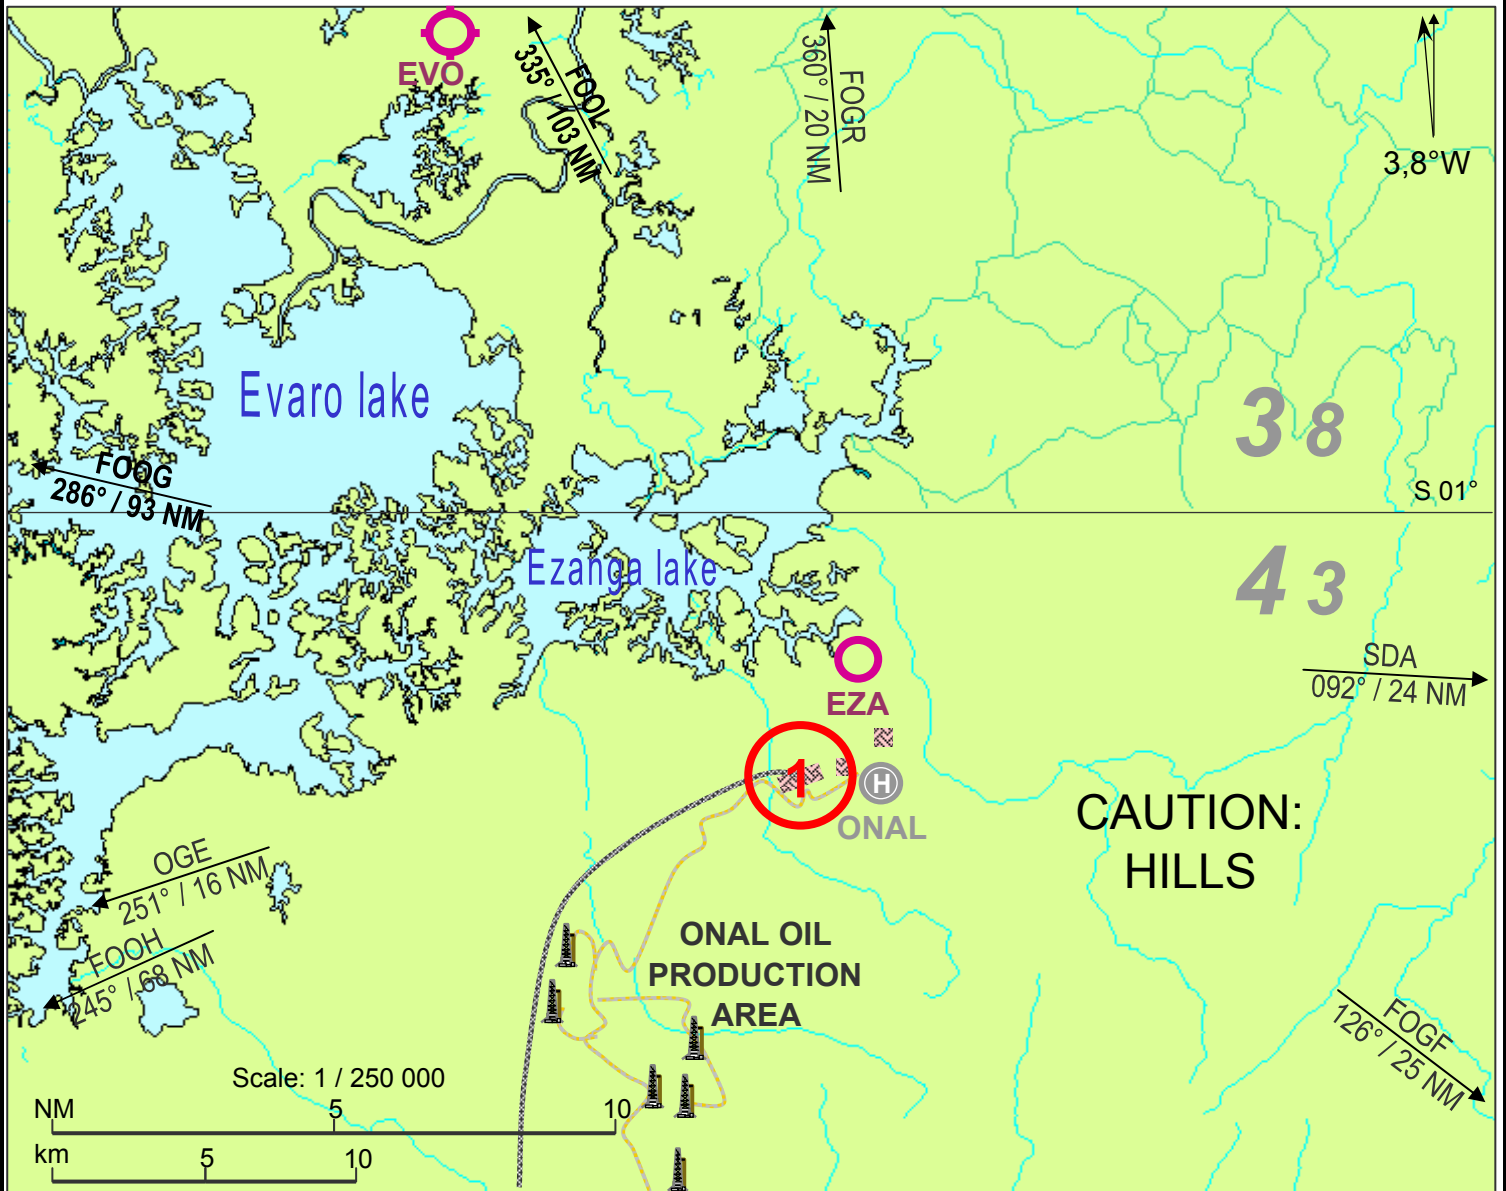 EVO
FOOL
335° / 103 NM
FOGR
360° / 20 NM
3,8°W
Evaro lake
3 8
FOOG
286° / 93 NM
S 01°
Ezanga lake
4 3
SDA
092° / 24 NM
EZA
1
H
ONAL
CAUTION:
HILLS
OGE
251° / 16 NM
FOOH
245° / 68 NM
ONAL OIL
PRODUCTION
AREA
FOGF
126° / 25 NM
Scale: 1 / 250 000
NM 5 10
km 5 10